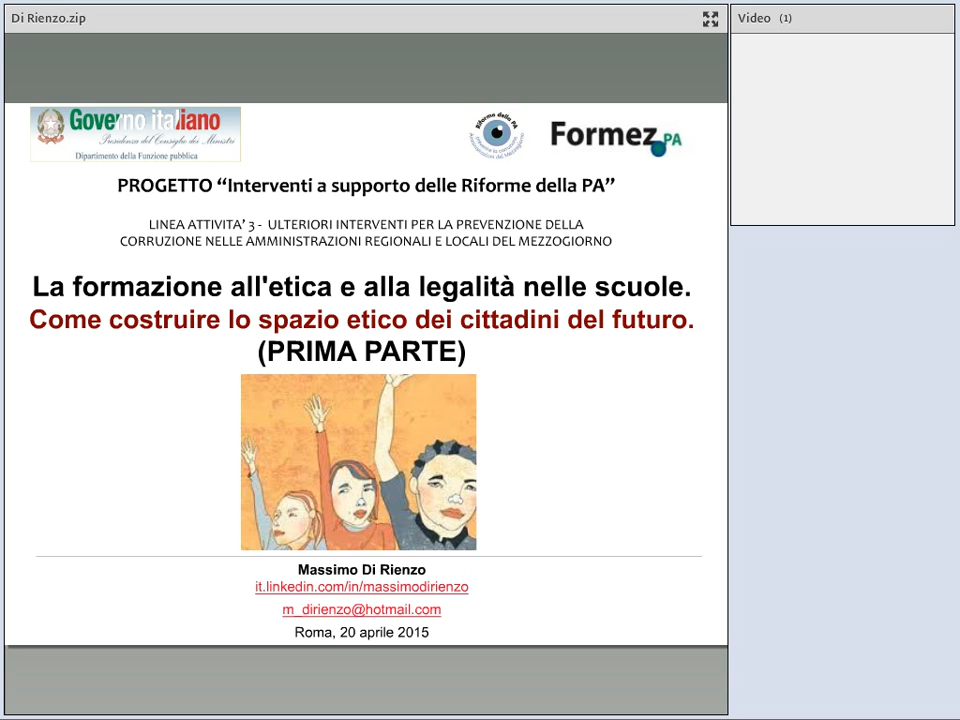 Di Rienzo.zip
Video (1)
Governo italiano
Presidenza del Consiglio dei Ministri
Dipartimento della Funzione pubblica
Riforme della PA
Formez PA
PROGETTO “Interventi a supporto delle Riforme della PA”
LINEA ATTIVITA’ 3 - ULTERIORI INTERVENTI PER LA PREVENZIONE DELLA
CORRUZIONE NELLE AMMINISTRAZIONI REGIONALI E LOCALI DEL MEZZOGIORNO
La formazione all'etica e alla legalità nelle scuole.
Come costruire lo spazio etico dei cittadini del futuro.
(PRIMA PARTE)
Massimo Di Rienzo
it.linkedin.com/in/massimodirienzo
m_dirienzo@hotmail.com
Roma, 20 aprile 2015